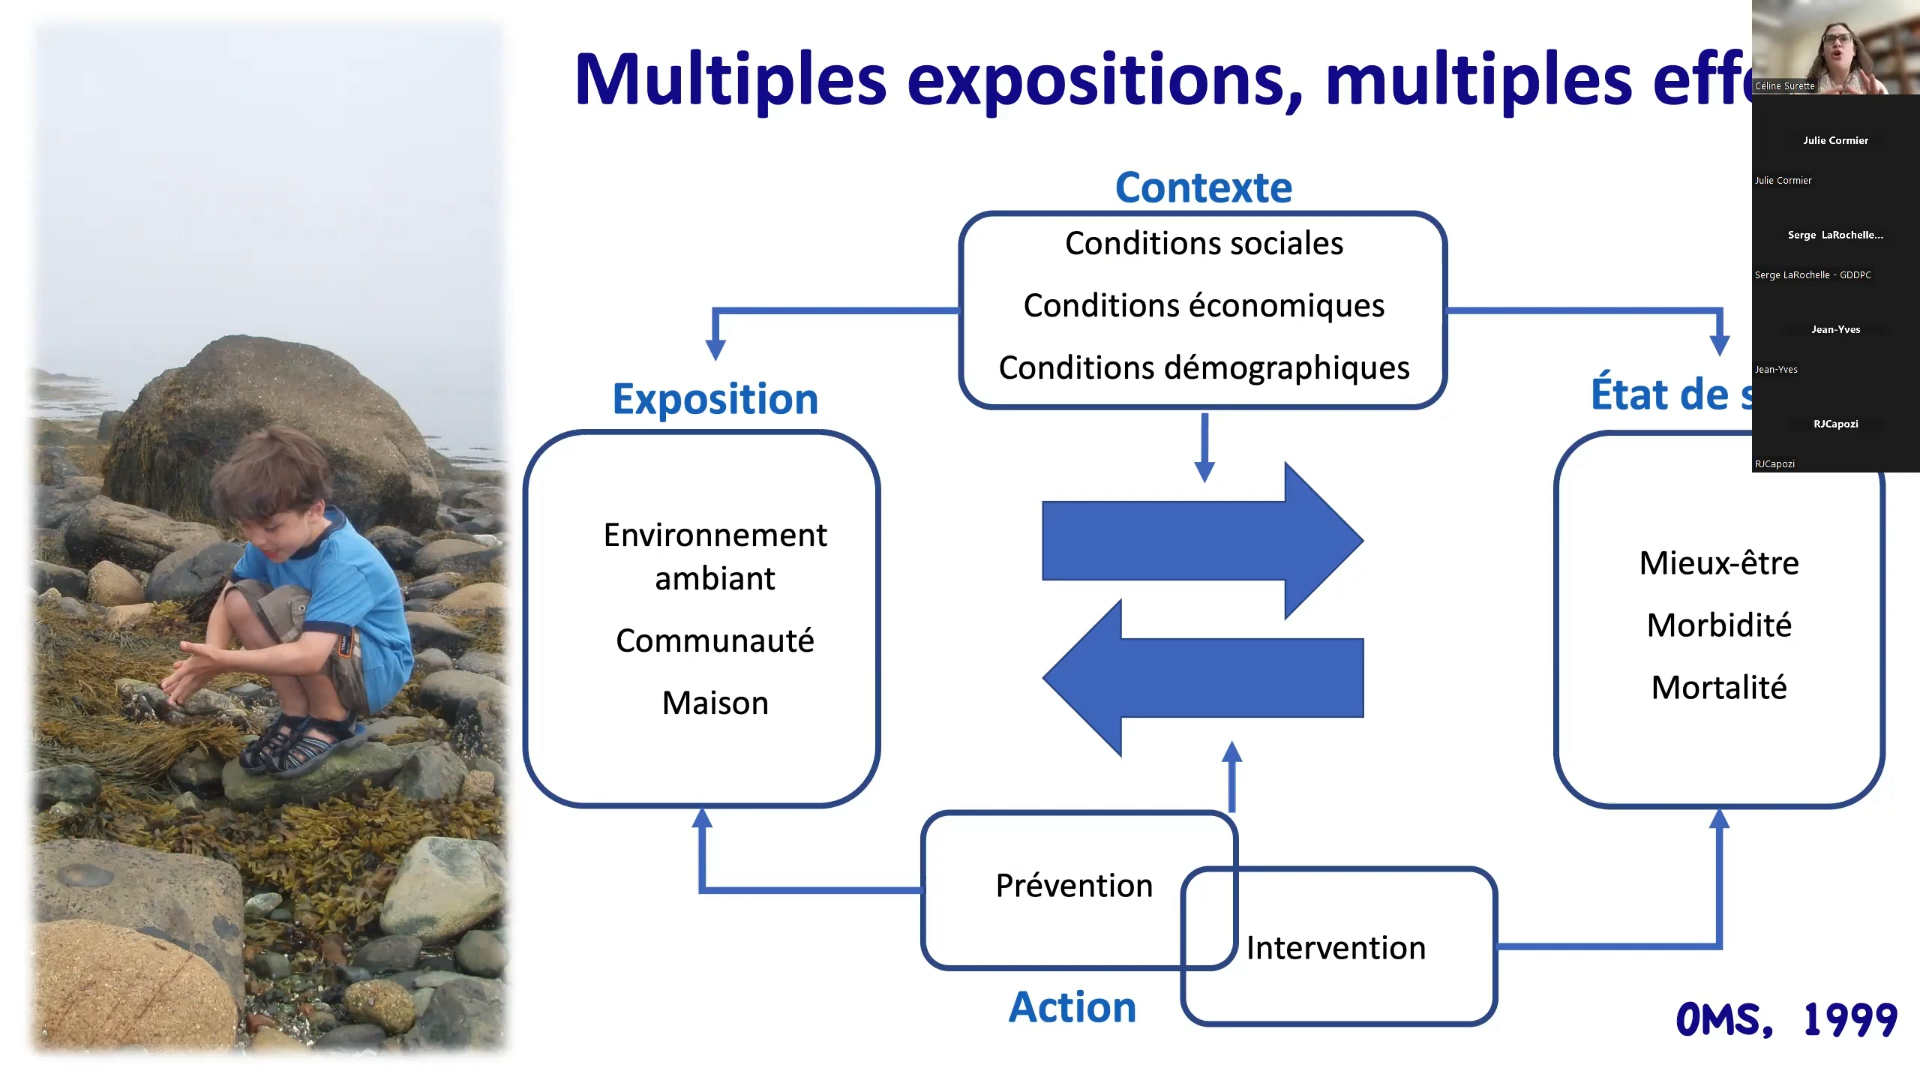 Multiples expositions, multiples eff
Contexte
Conditions sociales
Conditions économiques
Conditions démographiques
Exposition
Environnement
ambiant
Communauté
Maison
État de s
Mieux-être
Morbidité
Mortalité
Prévention
Intervention
Action
OMS, 1999
Céline Surette
Julie Cormier
Julie Cormier
Serge LaRochelle...
Serge LaRochelle - GDDPC
Jean-Yves
Jean-Yves
RJCapozi
RJCapozi